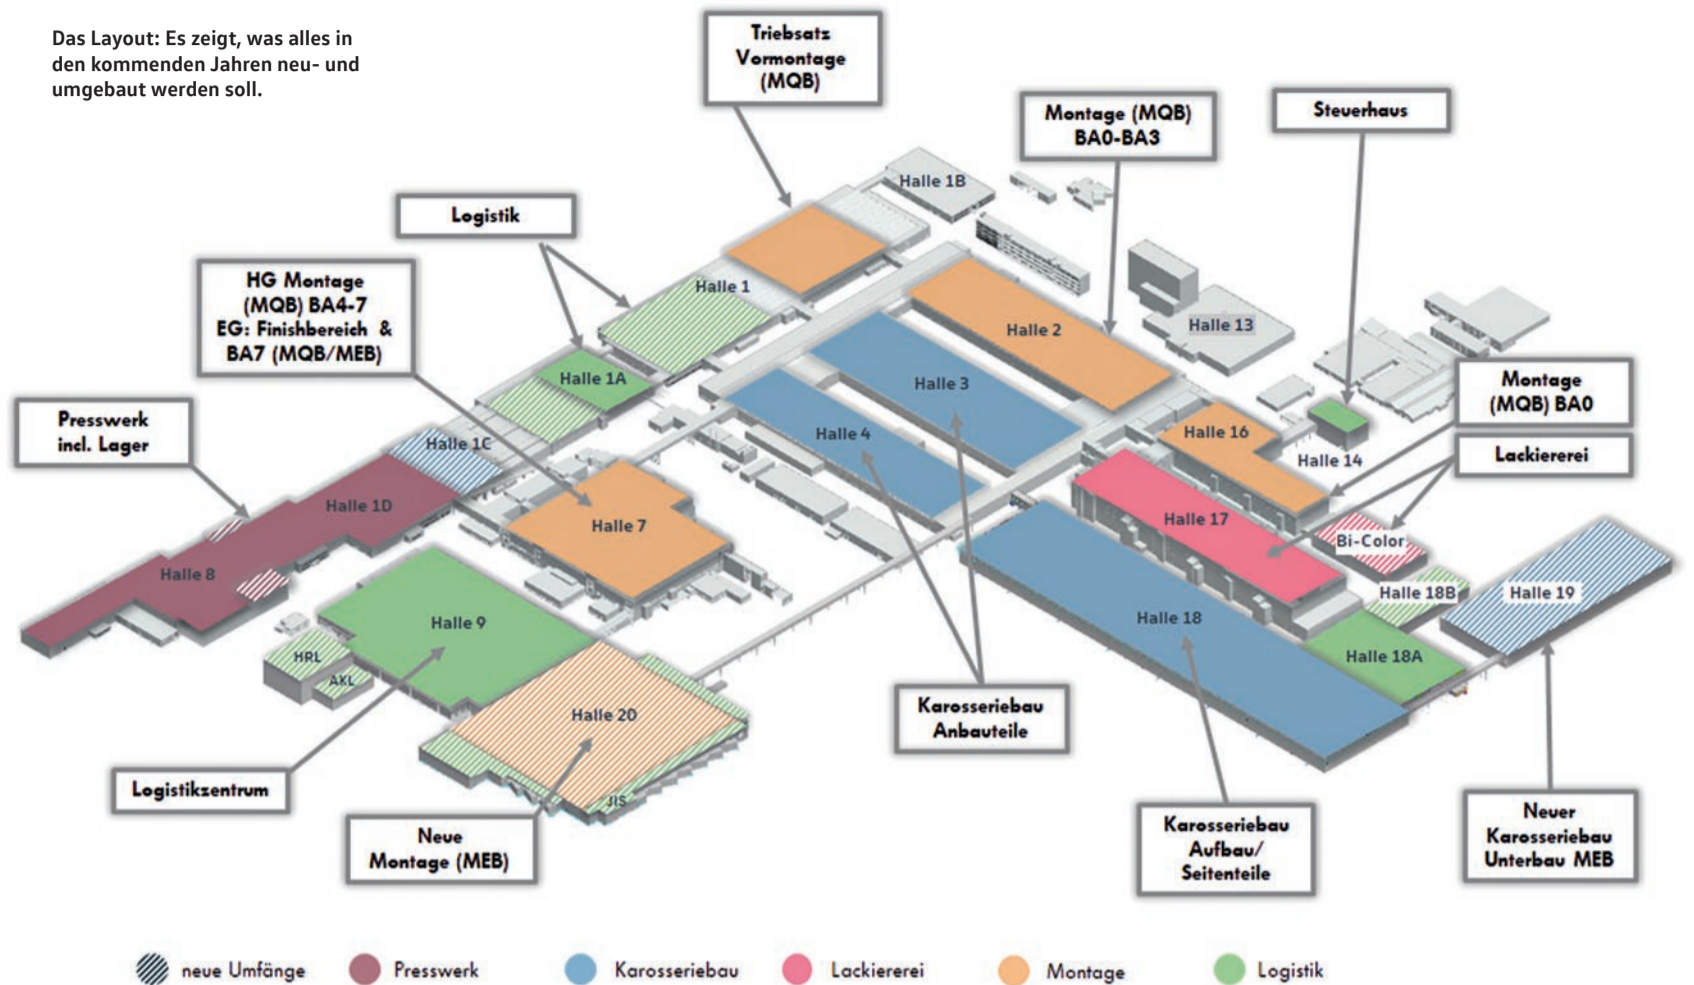 Das Layout: Es zeigt, was alles in
den kommenden Jahren neu- und
umgebaut werden soll.
Triebsatz
Vormontage
(MQB)
Montage (MQB)
BA0-BA3
Steuerhaus
Logistik
HG Montage
(MQB) BA4-7
EG: Finishbereich &
BA7 (MQB/MEB)
Presswerk
incl. Lager
Montage
(MQB) BA0
Lackiererei
Halle 1B
Halle 1
Halle 2
Halle 13
Halle 1A
Halle 3
Halle 4
Halle 16
Halle 14
Halle 1C
Halle 1D
Halle 7
Halle 17
Bi-Color
Halle 8
Halle 18B
Halle 19
Halle 9
Halle 18
HRL
AKL
Halle 18A
Halle 20
JIS
Karosseriebau
Anbauteile
Logistikzentrum
Neue
Montage (MEB)
Karosseriebau
Aufbau/
Seitenteile
Neuer
Karosseriebau
Unterbau MEB
neue Umfänge
Presswerk
Karosseriebau
Lackiererei
Montage
Logistik